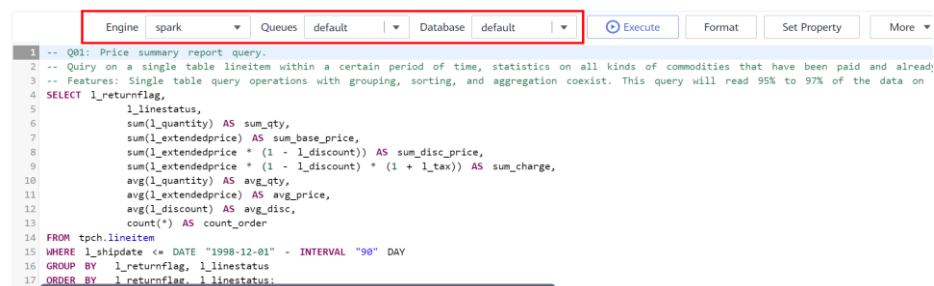 Engine spark Queues default Database default Execute Format Set Property More
1 -- Q01: Price summary report query.
2 -- Quiry on a single table lineitem within a certain period of time, statistics on all kinds of commodities that have been paid and already
3 -- Features: Single table query operations with grouping, sorting, and aggregation coexist. This query will read 95% to 97% of the data on
4 SELECT l_returnflag,
5 l_linestatus,
6 sum(l_quantity) AS sum_qty,
7 sum(l_extendedprice) AS sum_base_price,
8 sum(l_extendedprice * (1 - l_discount)) AS sum_disc_price,
9 sum(l_extendedprice * (1 - l_discount) * (1 + l_tax)) AS sum_charge,
10 avg(l_quantity) AS avg_qty,
11 avg(l_extendedprice) AS avg_price,
12 avg(l_discount) AS avg_disc,
13 count(*) AS count_order
14 FROM tpch.lineitem
15 WHERE l_shipdate <= DATE "1998-12-01" - INTERVAL "90" DAY
16 GROUP BY l_returnflag, l_linestatus
17 ORDER BY l_returnflag, l_linestatus;